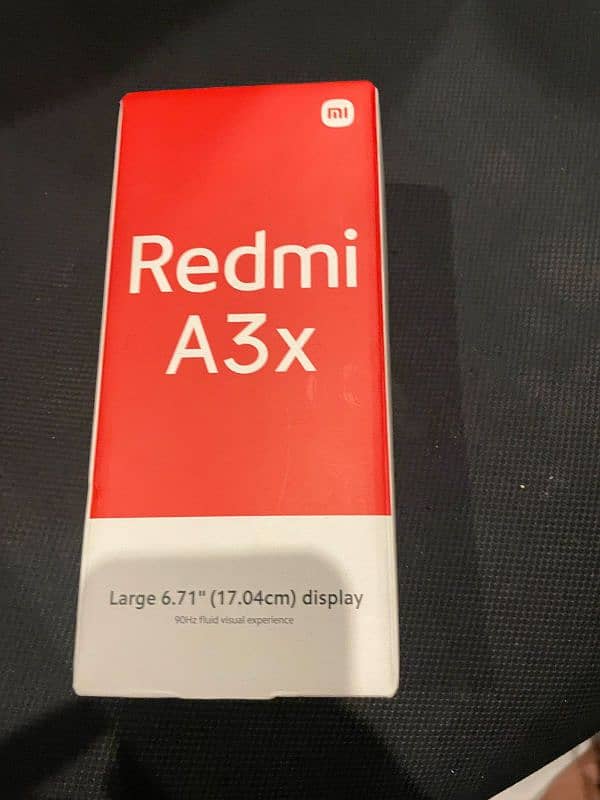 mi
Redmi
A3x
Large 6.71" (17.04cm) display
90Hz fluid visual experience